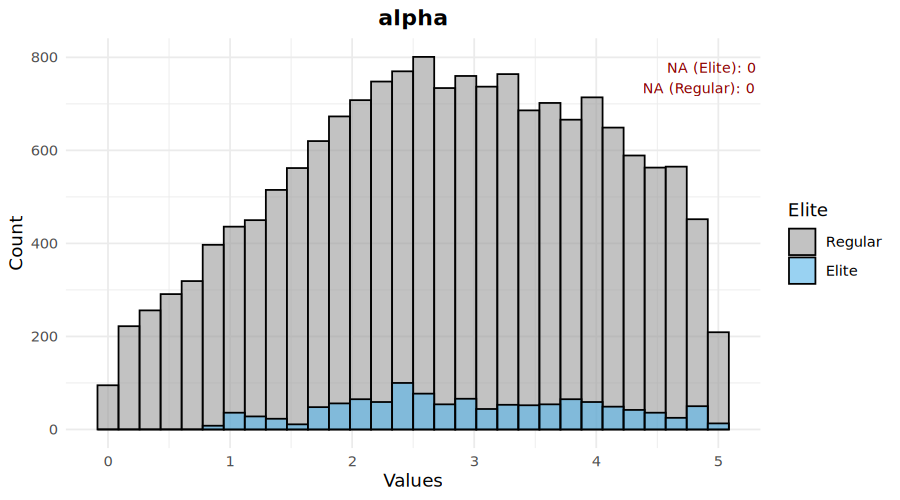 alpha
NA (Elite): 0
NA (Regular): 0
800
600
400
200
0
Count
0 1 2 3 4 5
Values
Elite
Regular
Elite